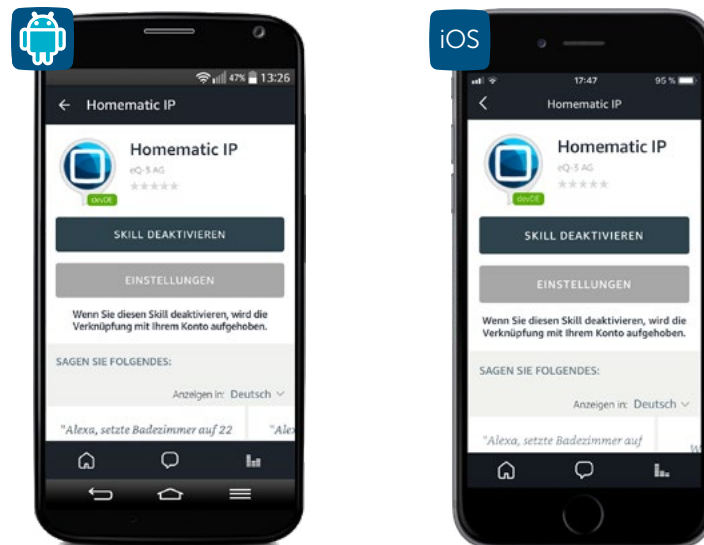 47% 13:26
Homematic IP
Homematic IP
eQ-3 AG
devDE
SKILL DEAKTIVIEREN
EINSTELLUNGEN
Wenn Sie diesen Skill deaktivieren, wird die
Verknüpfung mit Ihrem Konto aufgehoben.
SAGEN SIE FOLGENDES:
Anzeigen in: Deutsch
"Alexa, setzte Badezimmer auf 22
"Alex
iOS
17:47 95 %
Homematic IP
Homematic IP
eQ-3 AG
devDE
SKILL DEAKTIVIEREN
EINSTELLUNGEN
Wenn Sie diesen Skill deaktivieren, wird die
Verknüpfung mit Ihrem Konto aufgehoben.
SAGEN SIE FOLGENDES:
Anzeigen in: Deutsch
"Alexa, setzte Badezimmer auf